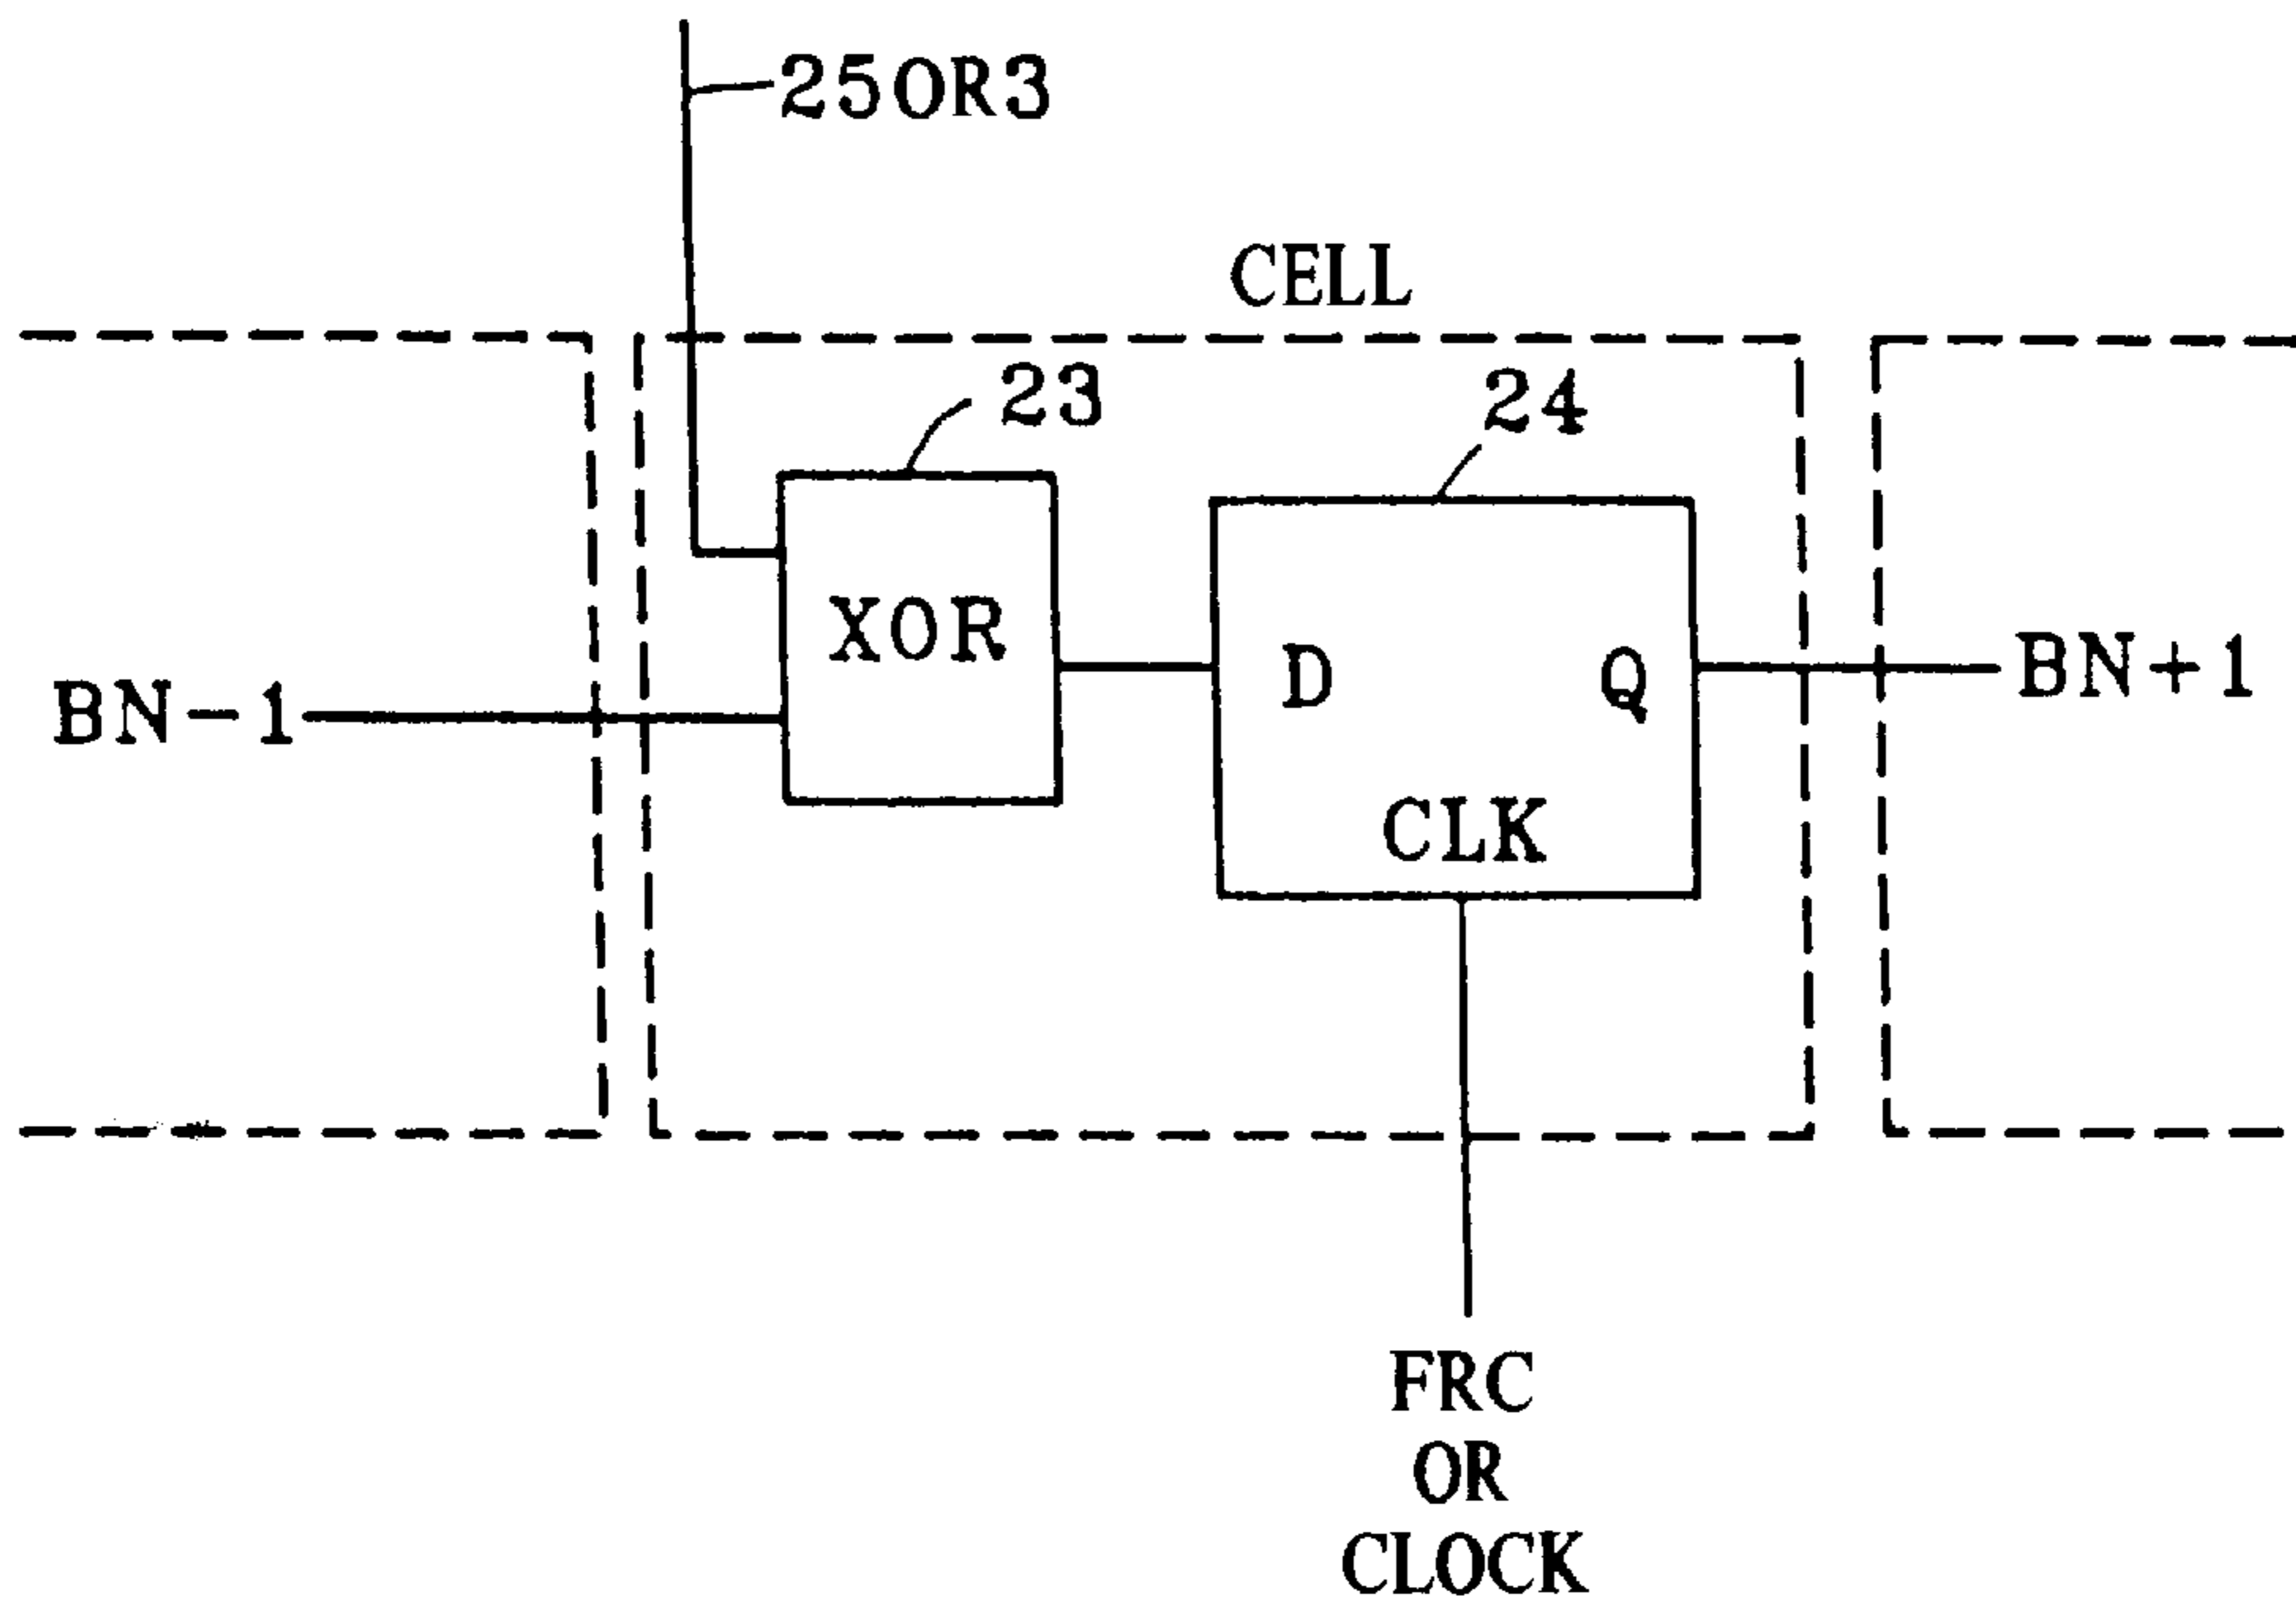 25OR3
CELL
23
24
XOR
D
Q
BN-1
BN+1
CLK
FRC
OR
CLOCK